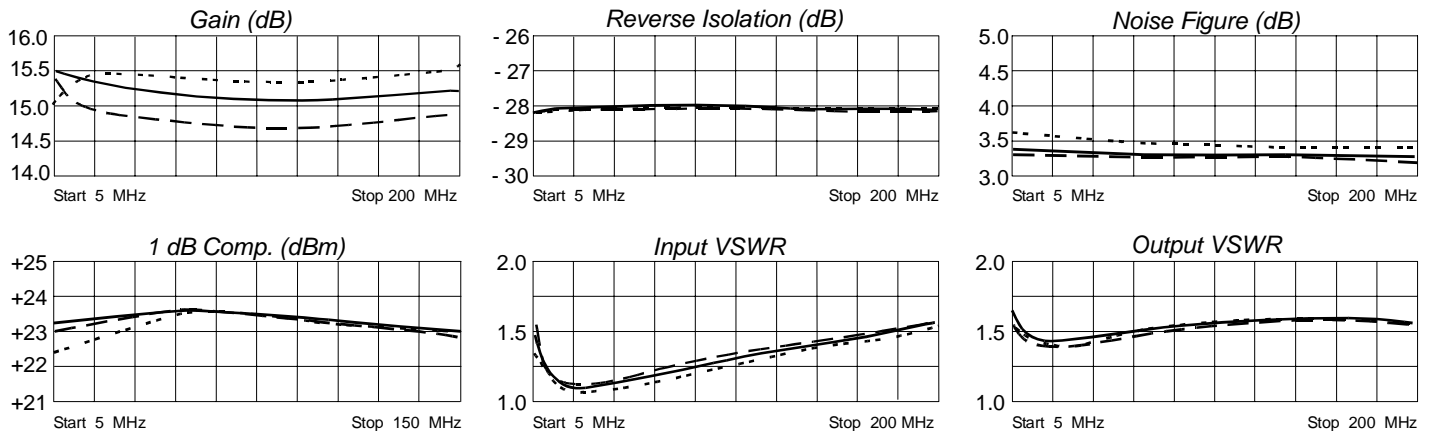 Gain (dB)
16.0
15.5
15.0
14.5
14.0
Start 5 MHz
Stop 200 MHz
Reverse Isolation (dB)
- 26
- 27
- 28
- 29
- 30
Start 5 MHz
Stop 200 MHz
Noise Figure (dB)
5.0
4.5
4.0
3.5
3.0
Start 5 MHz
Stop 200 MHz
1 dB Comp. (dBm)
+25
+24
+23
+22
+21
Start 5 MHz
Stop 150 MHz
Input VSWR
2.0
1.5
1.0
Start 5 MHz
Stop 200 MHz
Output VSWR
2.0
1.5
1.0
Start 5 MHz
Stop 200 MHz